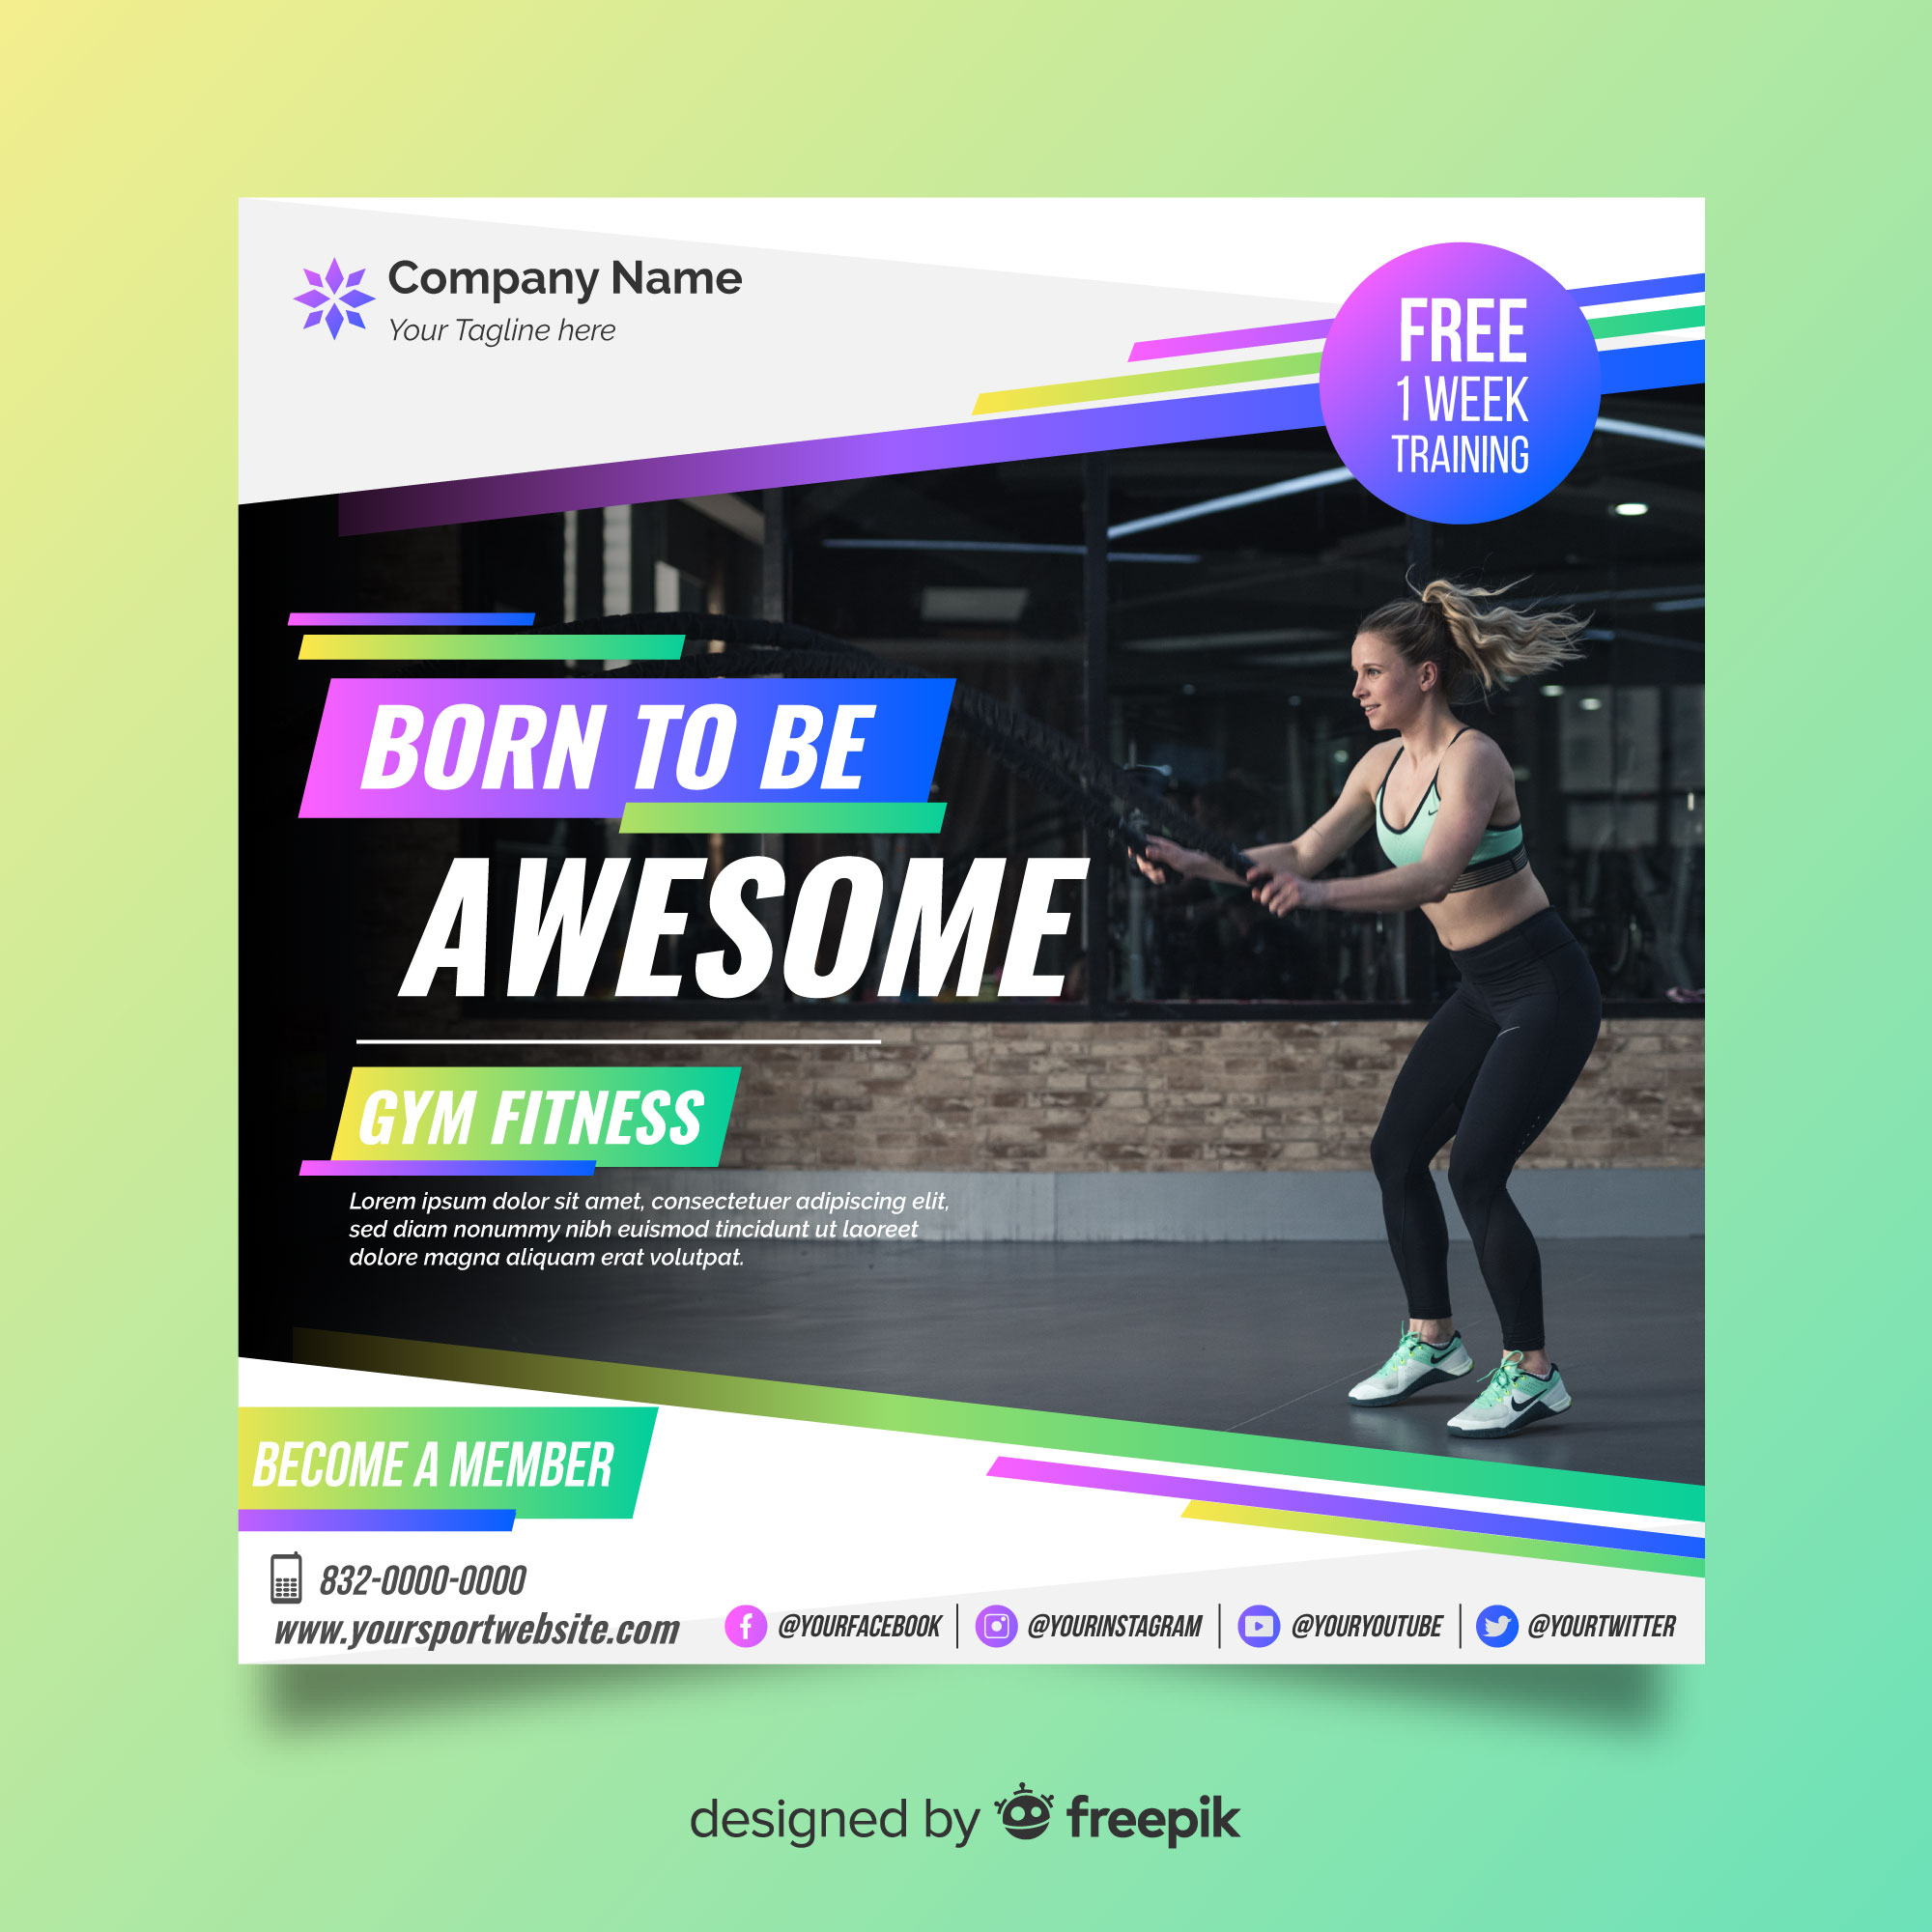 Company Name
Your Tagline here
FREE
1 WEEK
TRAINING
BORN TO BE
AWESOME
GYM FITNESS
Lorem ipsum dolor sit amet, consectetuer adipiscing elit,
sed diam nonummy nibh euismod tincidunt ut laoreet
dolore magna aliquam erat volutpat.
BECOME A MEMBER
832-0000-0000
www.yoursportwebsite.com
@YOURFACEBOOK
@YOURINSTAGRAM
@YOURYOUTUBE
@YOURTWITTER
designed by freepik